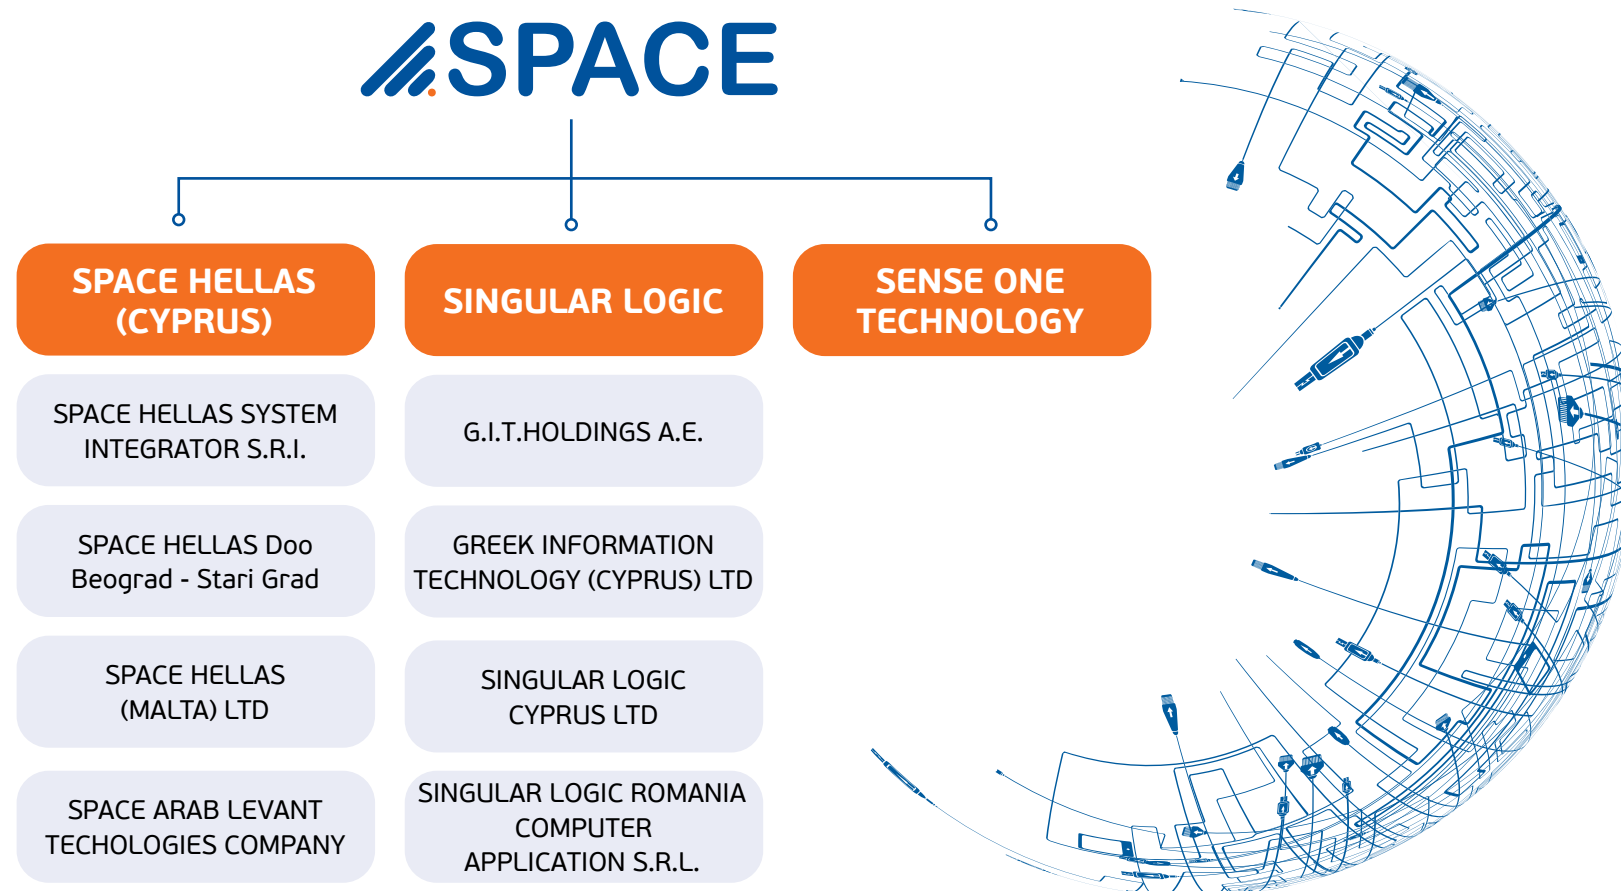 SPACE
SPACE HELLAS
(CYPRUS)
SINGULAR LOGIC
SENSE ONE
TECHNOLOGY
SPACE HELLAS SYSTEM
INTEGRATOR S.R.I.
G.I.T.HOLDINGS A.E.
SPACE HELLAS Doo
Beograd - Stari Grad
GREEK INFORMATION
TECHNOLOGY (CYPRUS) LTD
SPACE HELLAS
(MALTA) LTD
SINGULAR LOGIC
CYPRUS LTD
SPACE ARAB LEVANT
TECHOLOGIES COMPANY
SINGULAR LOGIC ROMANIA
COMPUTER
APPLICATION S.R.L.